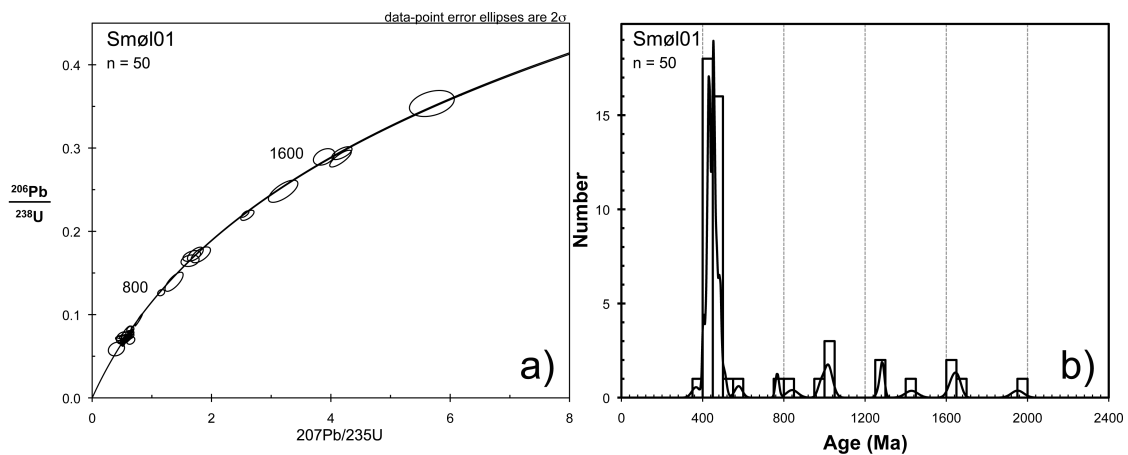 data-point error ellipses are 2σ
Smøl01
n = 50
0.4
0.3
0.2
0.1
0.0
206Pb
238U
1600
800
a)
0
2
4
6
8
207Pb/235U
Smøl01
n = 50
15
10
5
0
Number
b)
0
400
800
1200
1600
2000
2400
Age (Ma)